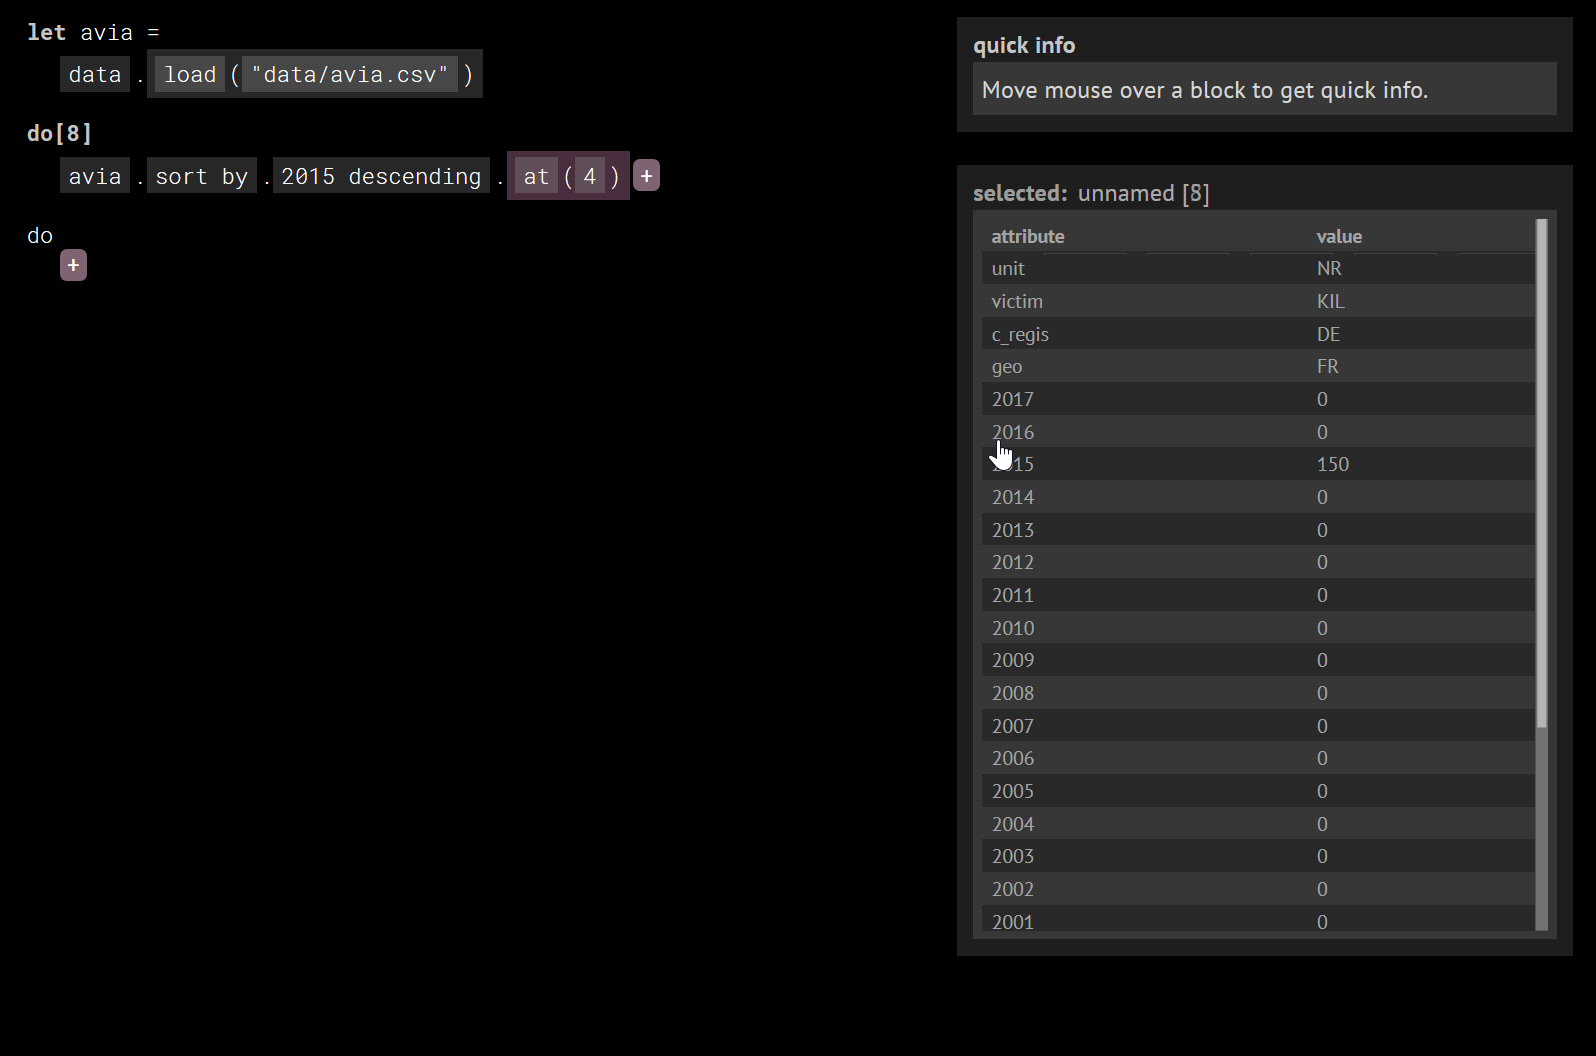 let avia =
data . load ( "data/avia.csv" )
do[8]
avia . sort by . 2015 descending . at ( 4 ) +
do
+
quick info
Move mouse over a block to get quick info.
selected: unnamed [8]
attribute value
unit NR
victim KIL
c_regis DE
geo FR
2017 0
2016 0
15 150
2014 0
2013 0
2012 0
2011 0
2010 0
2009 0
2008 0
2007 0
2006 0
2005 0
2004 0
2003 0
2002 0
2001 0